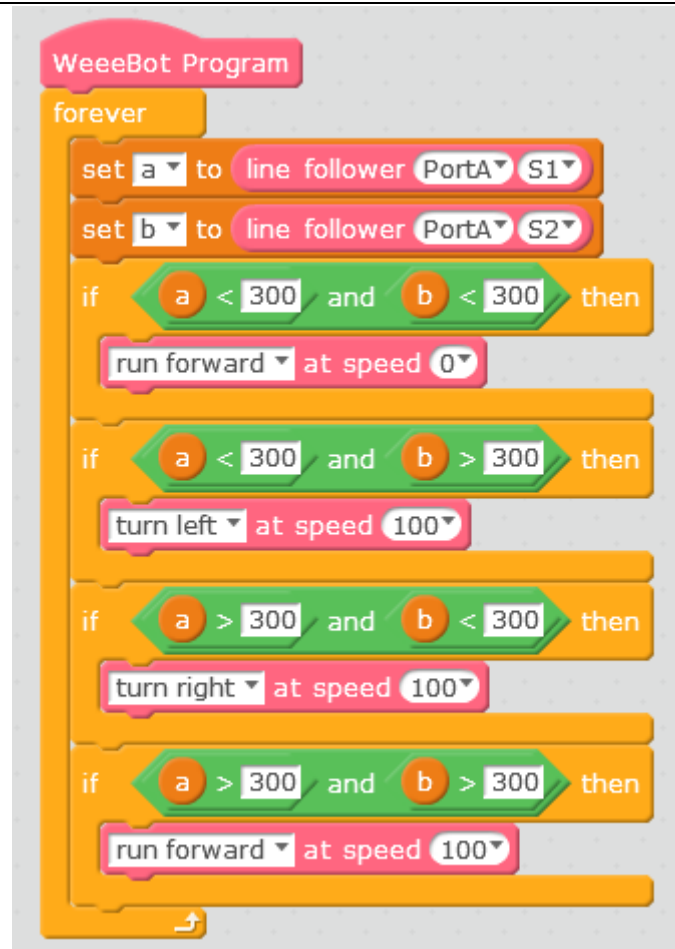 WeeeBot Program
forever
set a to line follower PortA S1
set b to line follower PortA S2
if a < 300 and b < 300 then
run forward at speed 0
if a < 300 and b > 300 then
turn left at speed 100
if a > 300 and b < 300 then
turn right at speed 100
if a > 300 and b > 300 then
run forward at speed 100